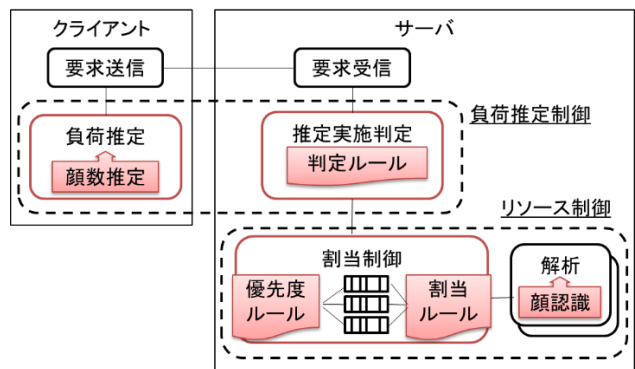 クライアント
サーバ
要求送信
要求受信
負荷推定
顔数推定
推定実施判定
判定ルール
負荷推定制御
リソース制御
割当制御
優先度
ルール
割当
ルール
解析
顔認識